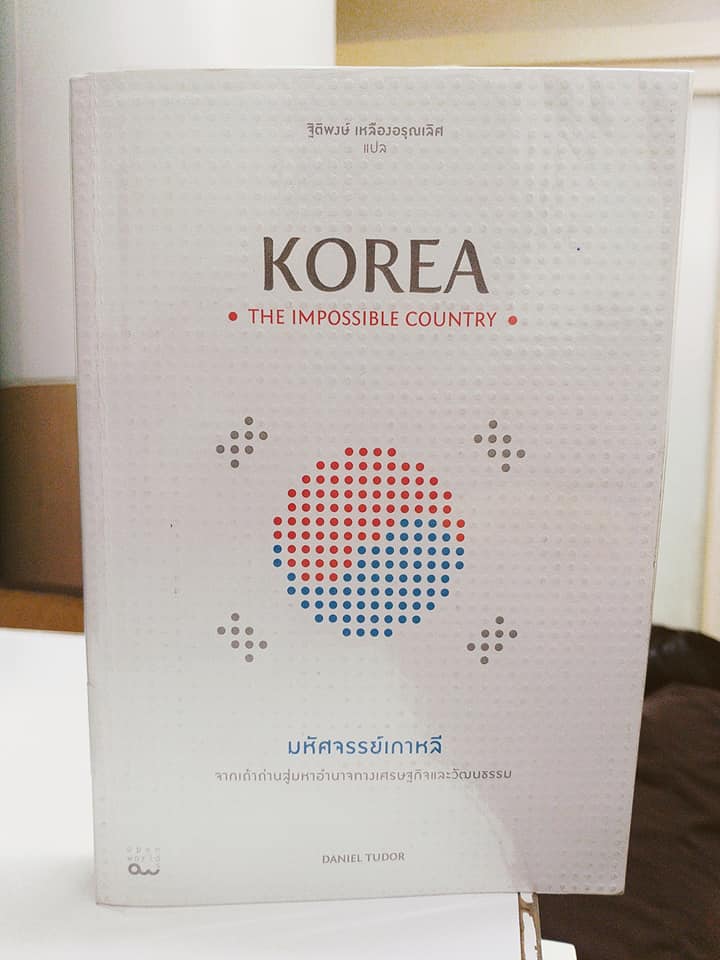 ฐิติพงษ์ เหลืองอรุณเลิศ
แปล
KOREA
• THE IMPOSSIBLE COUNTRY •
มหัศจรรย์เกาหลี
จากเถ้าถ่านสู่มหาอำนาจทางเศรษฐกิจและวัฒนธรรม
open
world
ow
DANIEL TUDOR